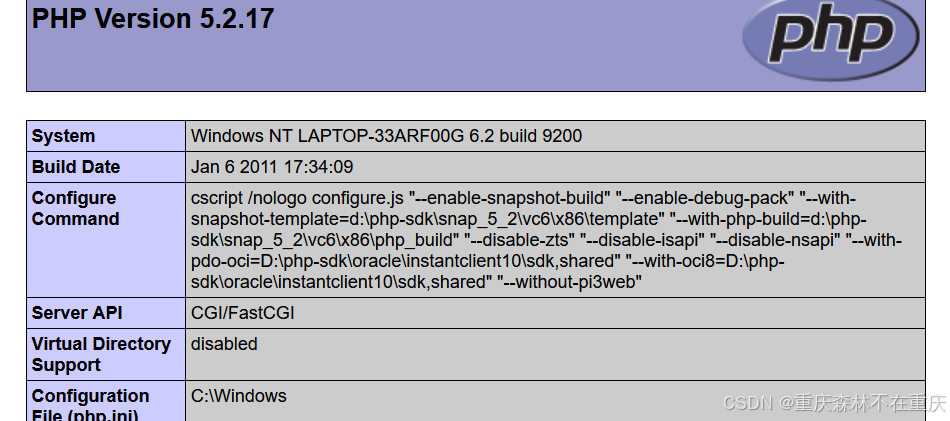 PHP Version 5.2.17
php
System
Windows NT LAPTOP-33ARF00G 6.2 build 9200
Build Date
Jan 6 2011 17:34:09
Configure
Command
cscript /nologo configure.js "--enable-snapshot-build" "--enable-debug-pack" "--with-
snapshot-template=d:\php-sdk\snap_5_2\vc6\x86\template" "--with-php-build=d:\php-
sdk\snap_5_2\vc6\x86\php_build" "--disable-zts" "--disable-isapi" "--disable-nsapi" "--with-
pdo-oci=D:\php-sdk\oracle\instantclient10\sdk,shared" "--with-oci8=D:\php-
sdk\oracle\instantclient10\sdk,shared" "--without-pi3web"
Server API
CGI/FastCGI
Virtual Directory
Support
disabled
Configuration
File (php.ini)
C:\Windows
CSDN @重庆森林不在重庆